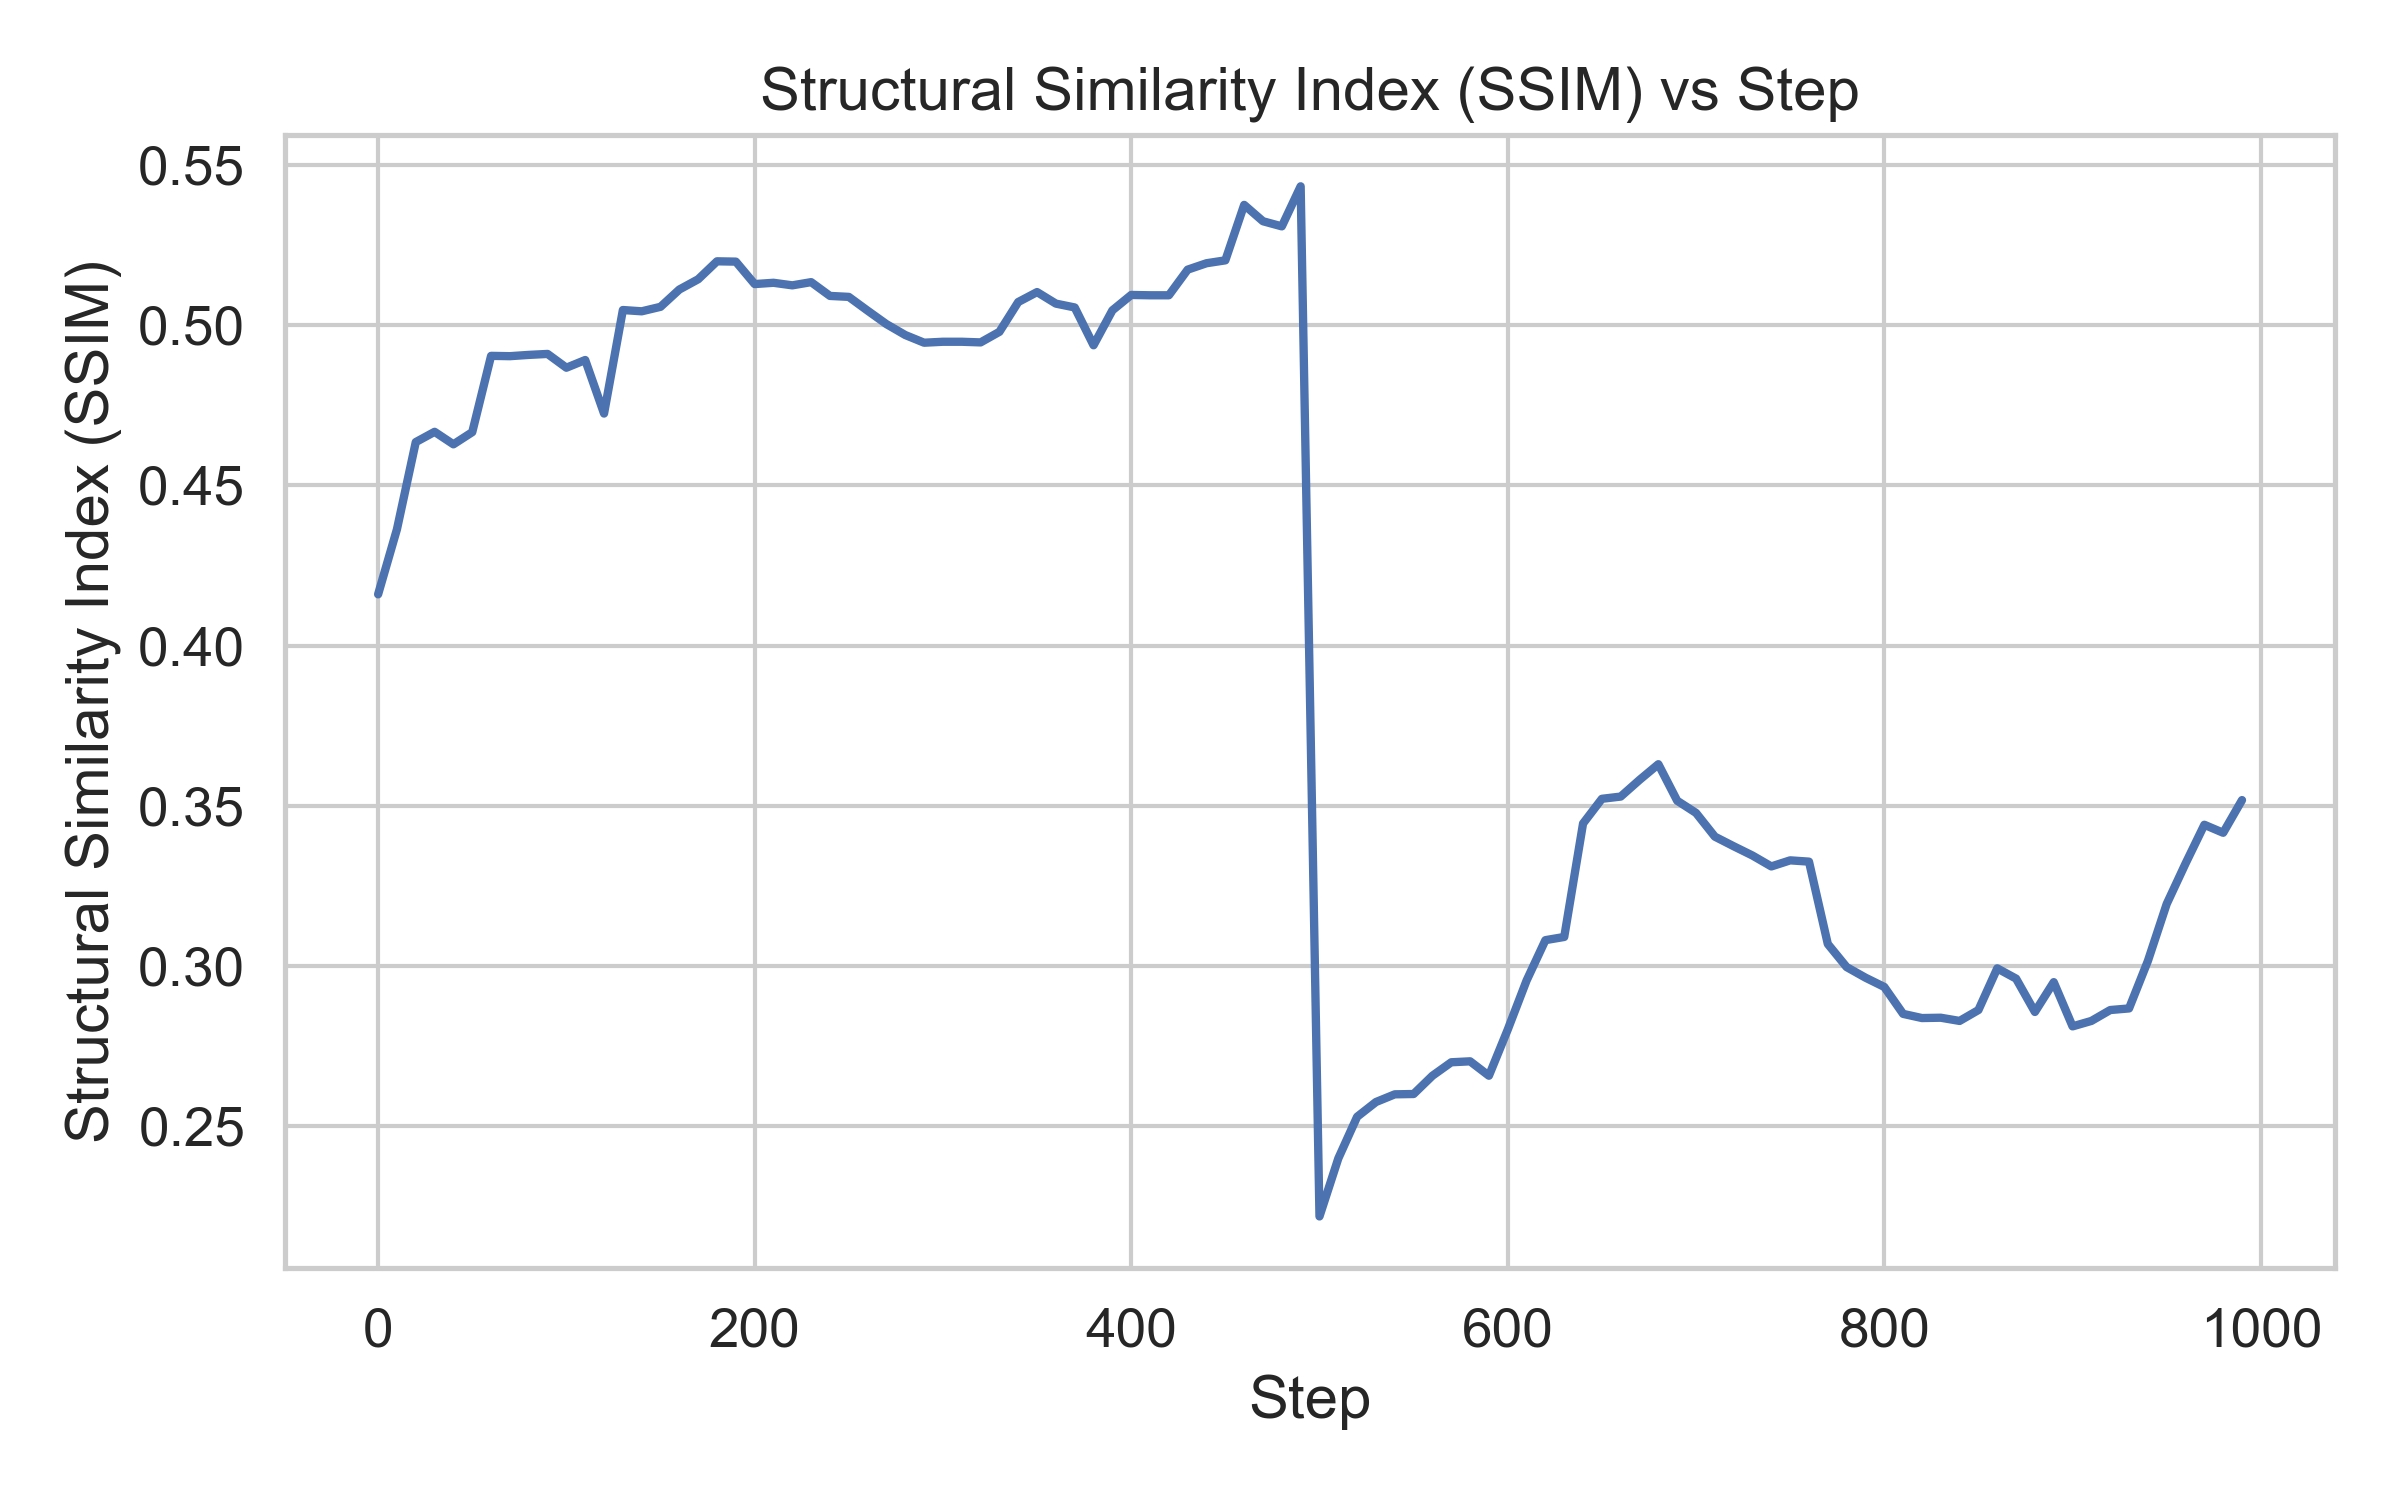 Structural Similarity Index (SSIM) vs Step
Structural Similarity Index (SSIM)
0.55
0.50
0.45
0.40
0.35
0.30
0.25
0 200 400 600 800 1000
Step